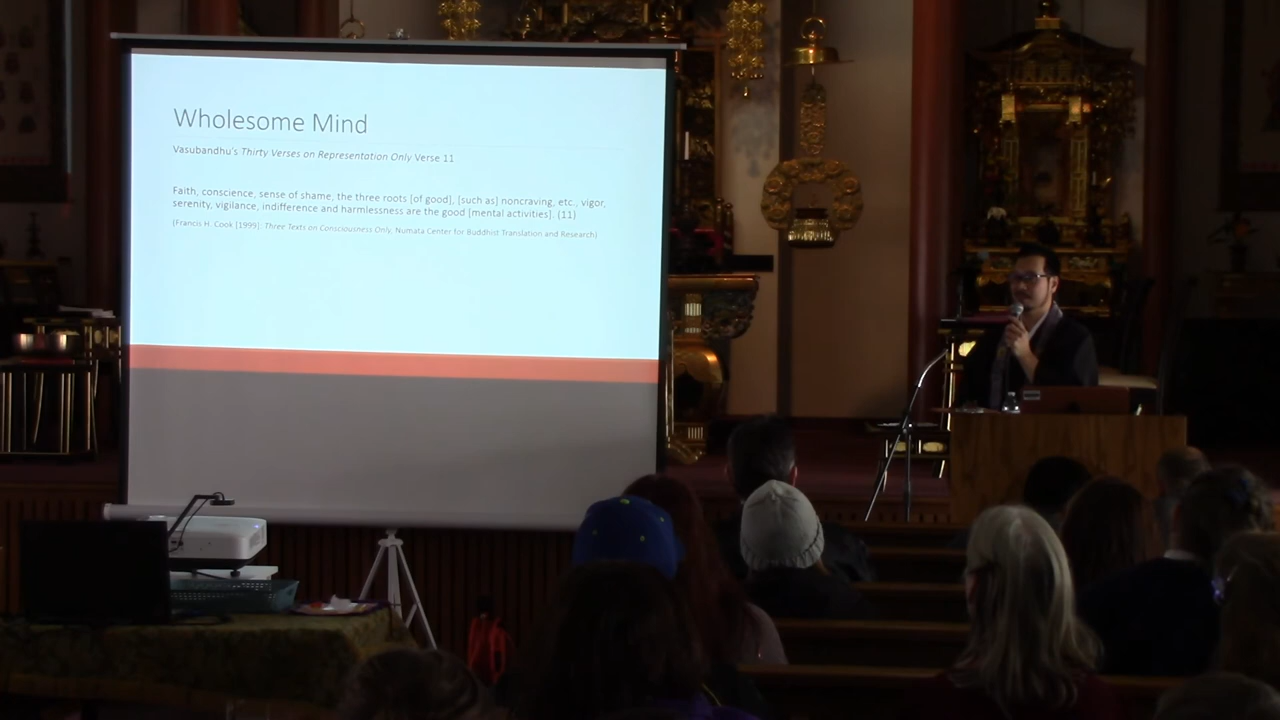 Wholesome Mind
Vasubandhu's Thirty Verses on Representation Only Verse 11
Faith, conscience, sense of shame, the three roots [of good], [such as] noncraving, etc., vigor,
serenity, vigilance, indifference and harmlessness are the good [mental activities]. (11)
(Francis H. Cook [1999]: Three Texts on Consciousness Only, Numata Center for Buddhist Translation and Research)